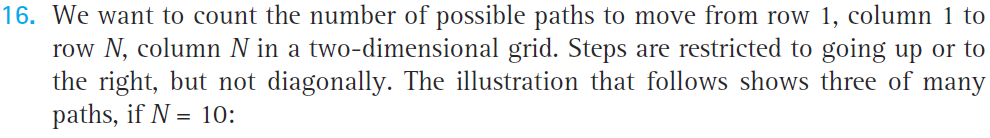 16. We want to count the number of possible paths to move from row 1, column 1 to
row N, column N in a two-dimensional grid. Steps are restricted to going up or to
the right, but not diagonally. The illustration that follows shows three of many
paths, if N = 10: